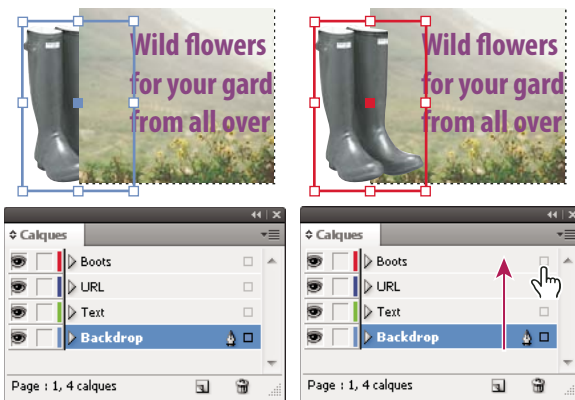 Wild flowers
for your gard
from all over
Calques
Boots
URL
Text
Backdrop
Page : 1, 4 calques
Wild flowers
for your gard
from all over
Calques
Boots
URL
Text
Backdrop
Page : 1, 4 calques